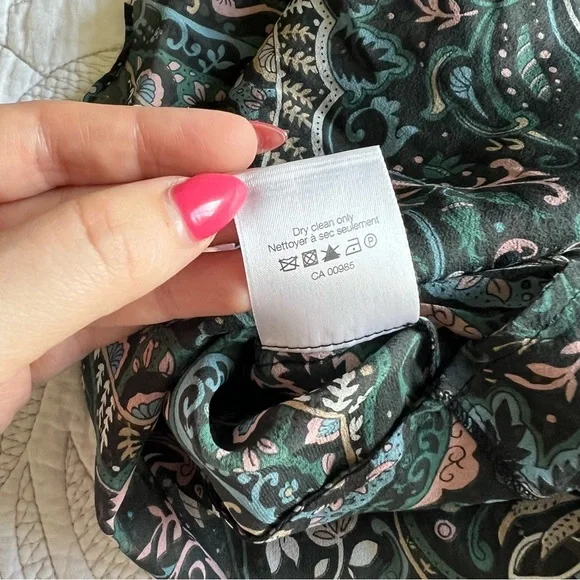 Dry clean only
Nettoyer à sec seulement
P
CA 00985